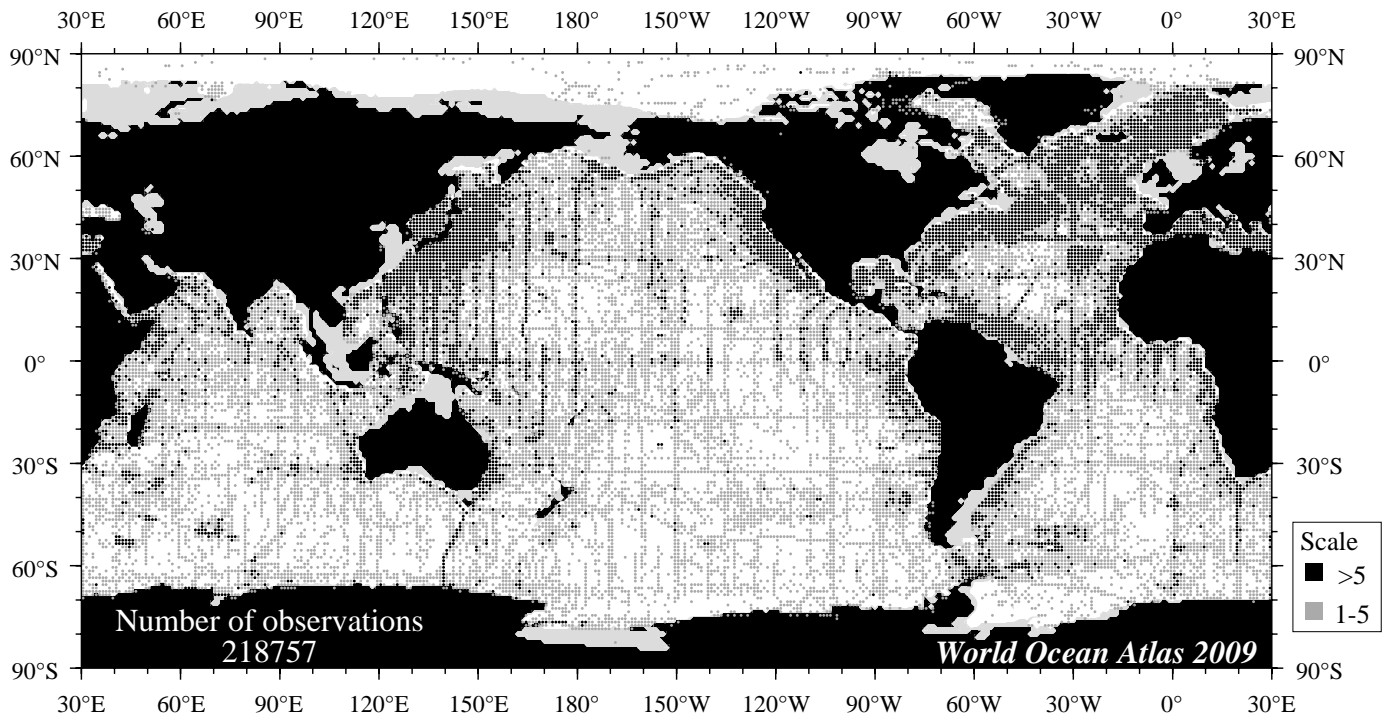 30°E 60°E 90°E 120°E 150°E 180° 150°W 120°W 90°W 60°W 30°W 0° 30°E
90°N 90°N
60°N 60°N
30°N 30°N
0° 0°
30°S 30°S
60°S 60°S
90°S 90°S
Scale
>5
1-5
Number of observations
218757
World Ocean Atlas 2009
30°E 60°E 90°E 120°E 150°E 180° 150°W 120°W 90°W 60°W 30°W 0° 30°E